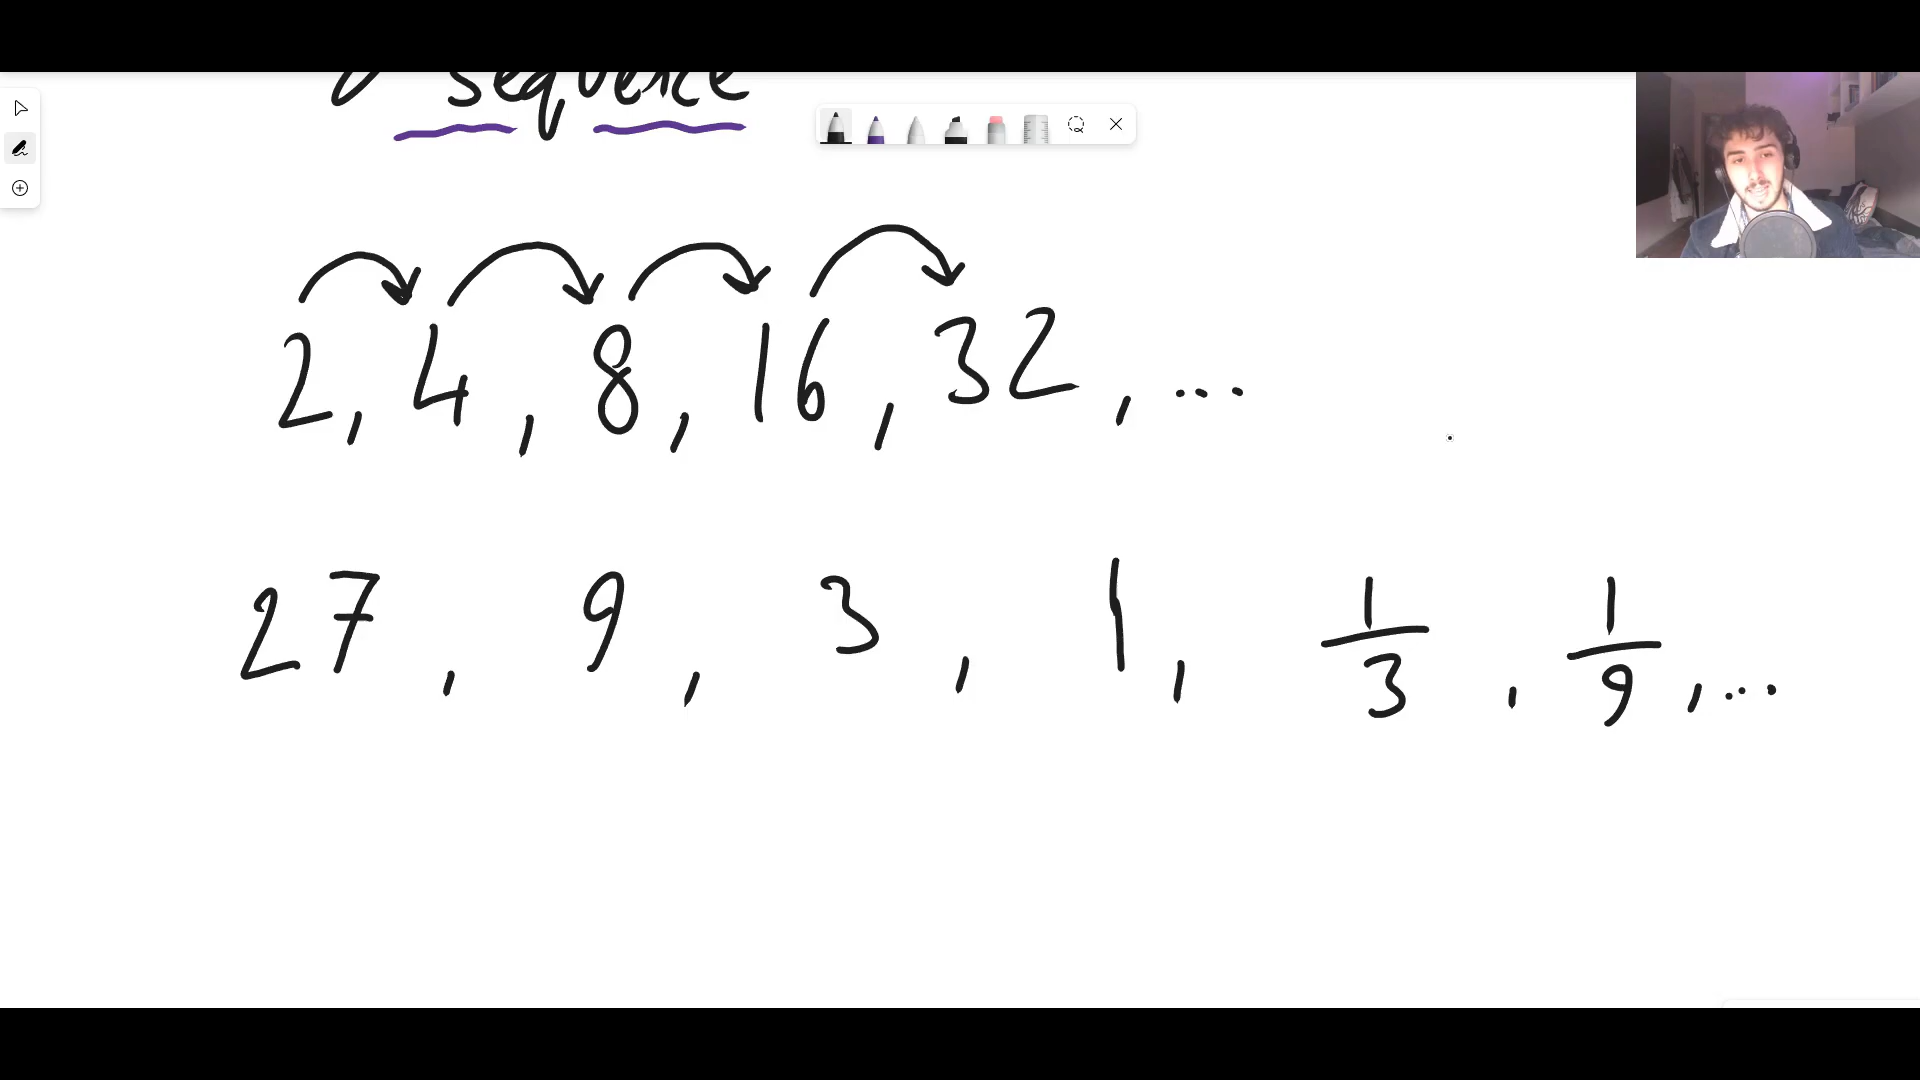 sequence
2, 4, 8, 16, 32, ...
27, 9, 3, 1, 1/3, 1/9, ...